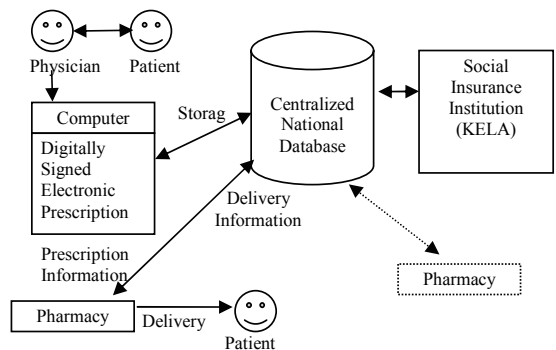 Physician
Patient
Computer
Digitally
Signed
Electronic
Prescription
Storag
Centralized
National
Database
Social
Insurance
Institution
(KELA)
Delivery
Information
Prescription
Information
Pharmacy
Pharmacy
Delivery
Patient